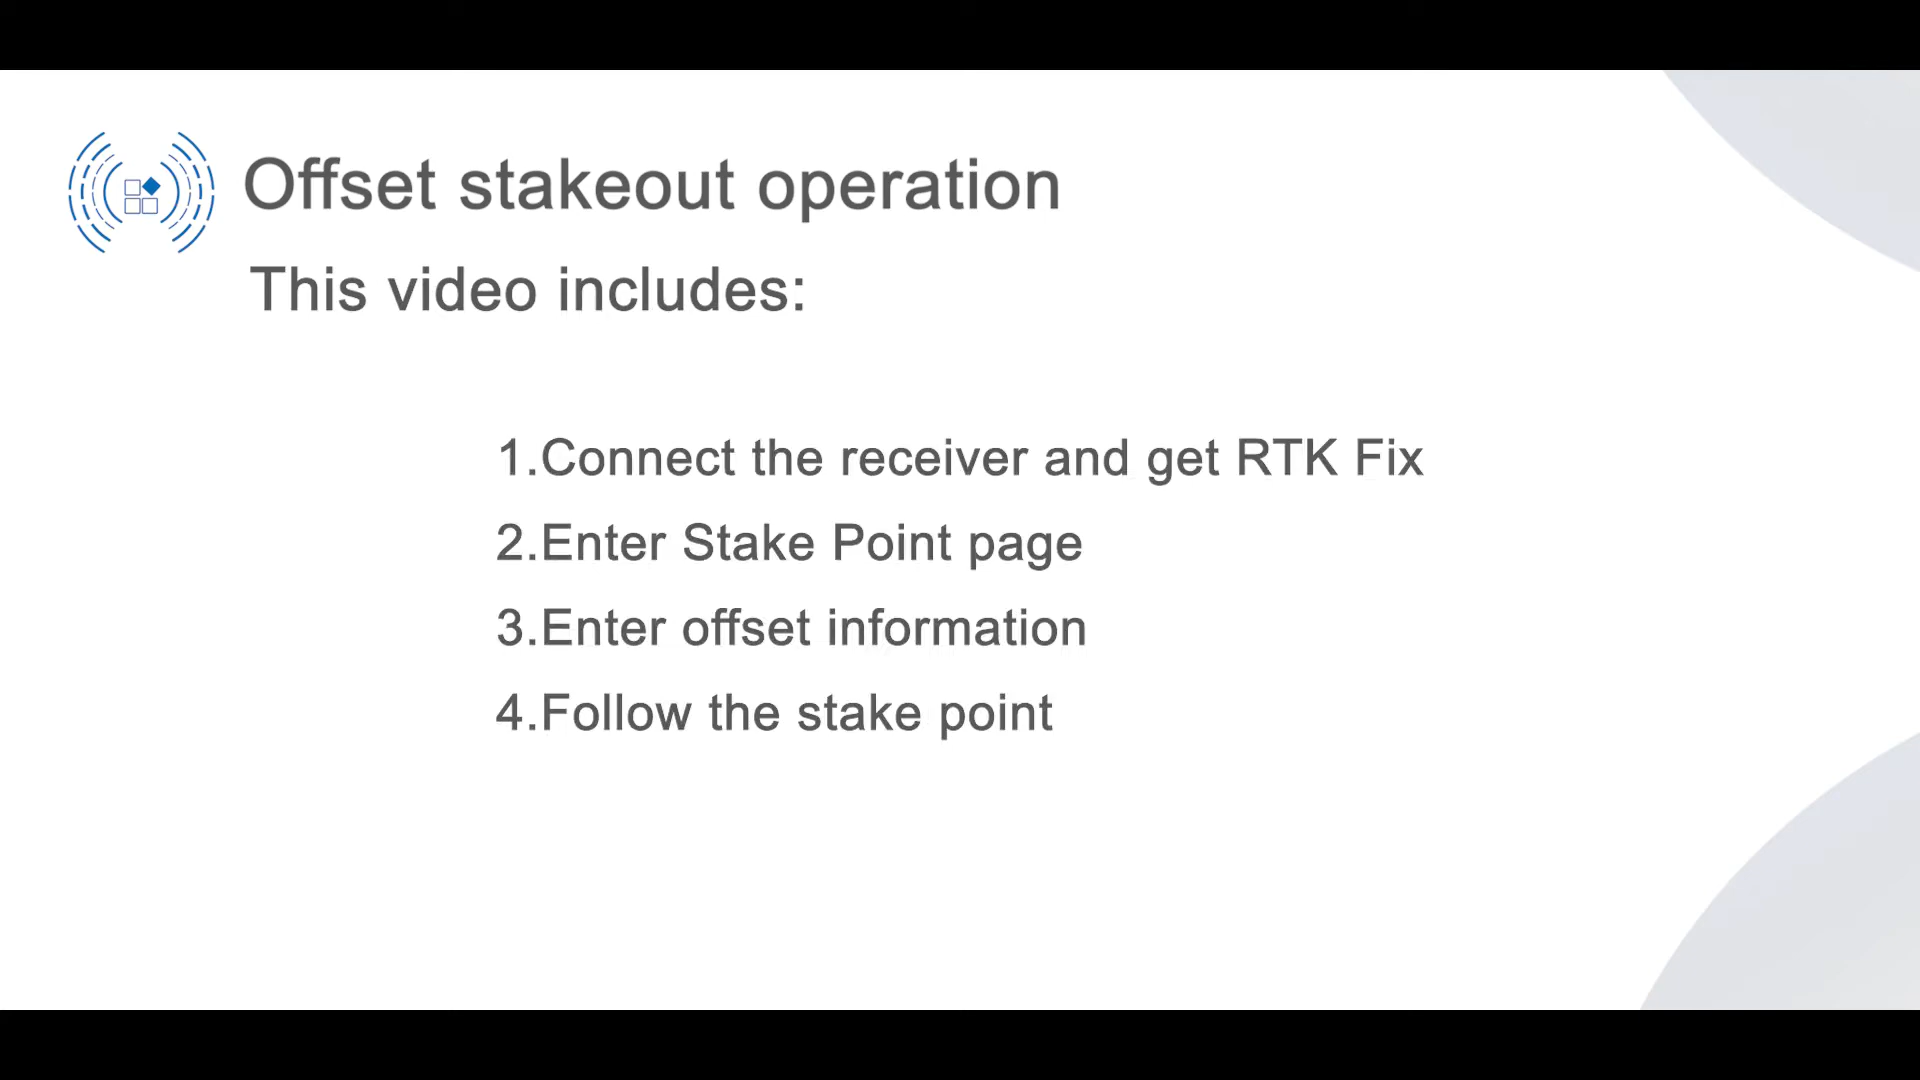 Offset stakeout operation
This video includes:
1.Connect the receiver and get RTK Fix
2.Enter Stake Point page
3.Enter offset information
4.Follow the stake point